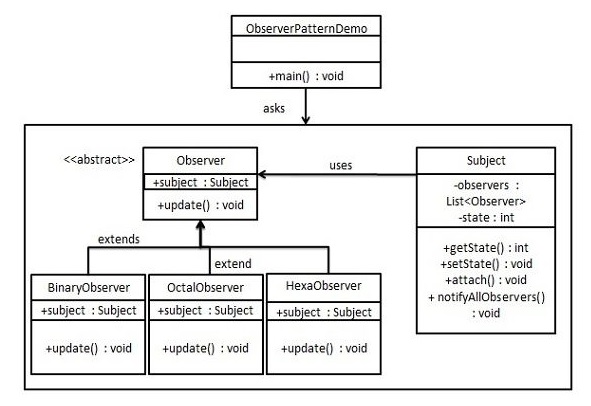 ObserverPatternDemo
+main() : void
asks
<<abstract>>
Observer
+subject : Subject
+update() : void
uses
Subject
-observers :
List<Observer>
-state : int
+getState() : int
+setState() : void
+attach() : void
+ notifyAllObservers()
: void
extends
extend
BinaryObserver
+subject : Subject
+update() : void
OctalObserver
+subject : Subject
+update() : void
HexaObserver
+subject : Subject
+update() : void